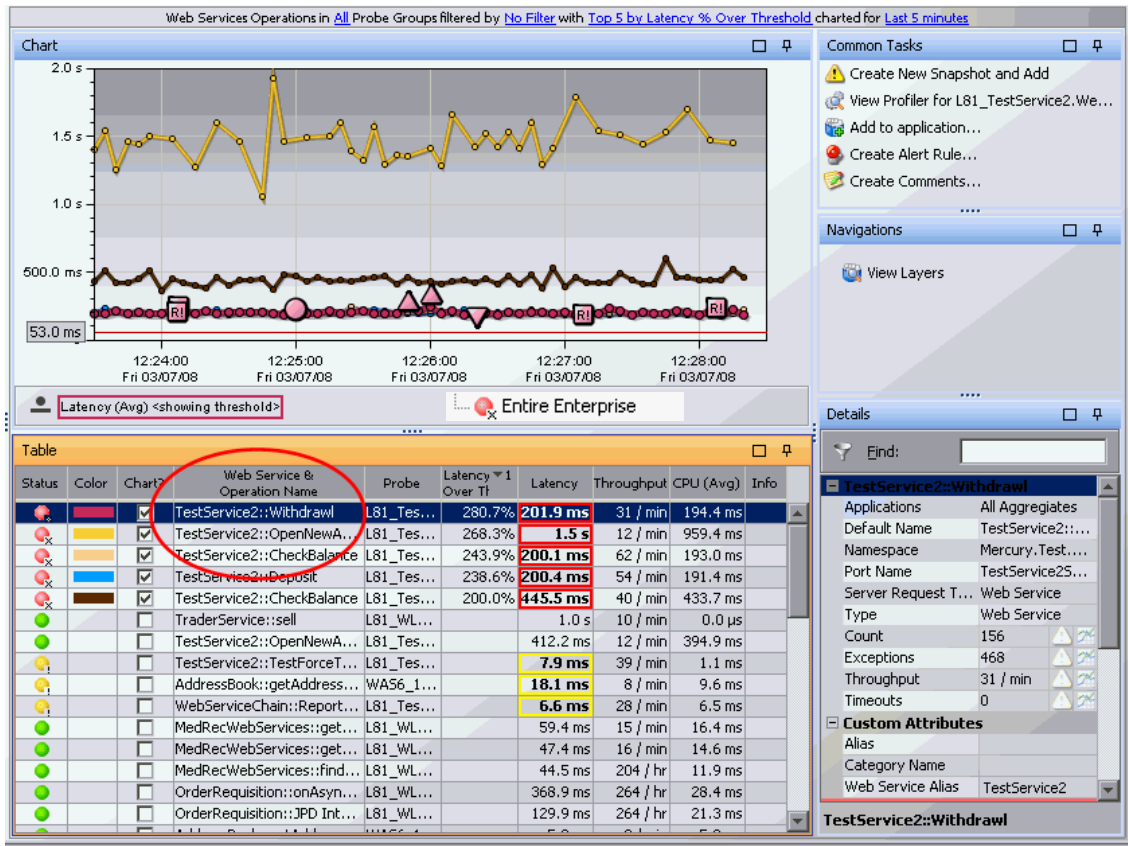 Web Services Operations in All Probe Groups filtered by No Filter with Top 5 by Latency % Over Threshold charted for Last 5 minutes
Chart
2.0 s
1.5 s
1.0 s
500.0 ms
53.0 ms
R! R! R!
12:24:00 12:25:00 12:26:00 12:27:00 12:28:00
Fri 03/07/08 Fri 03/07/08 Fri 03/07/08 Fri 03/07/08 Fri 03/07/08
Latency (Avg) <showing threshold>
Entire Enterprise
Common Tasks
Create New Snapshot and Add
View Profiler for L81_TestService2.We...
Add to application...
Create Alert Rule...
Create Comments...
Navigations
View Layers
Table
Status Color Chart? Web Service & Operation Name Probe Latency 1 Over Latency Throughput CPU (Avg) Info
TestService2::Withdrawl L81_Tes... 280.7% 201.9 ms 31 / min 194.4 ms
TestService2::OpenNewA... L81_Tes... 268.3% 1.5 s 12 / min 959.4 ms
TestService2::CheckBalance L81_Tes... 243.9% 200.1 ms 62 / min 193.0 ms
TestService2::Deposit L81_Tes... 238.6% 200.4 ms 54 / min 191.4 ms
TestService2::CheckBalance L81_Tes... 200.0% 445.5 ms 40 / min 433.7 ms
TraderService::sell L81_WL... 1.0 s 10 / min 0.0 µs
TestService2::OpenNewA... L81_Tes... 412.2 ms 12 / min 394.9 ms
TestService2::TestForceT... L81_Tes... 7.9 ms 39 / min 1.1 ms
AddressBook::getAddress... WAS6_1... 18.1 ms 8 / min 9.6 ms
WebServiceChain::Report... L81_Tes... 6.6 ms 28 / min 6.5 ms
MedRecWebServices::get... L81_WL... 59.4 ms 15 / min 16.4 ms
MedRecWebServices::get... L81_WL... 47.4 ms 16 / min 14.6 ms
MedRecWebServices::find... L81_WL... 44.5 ms 204 / hr 11.9 ms
OrderRequisition::onAsyn... L81_WL... 368.9 ms 264 / hr 28.4 ms
OrderRequisition::JPD Int... L81_WL... 129.9 ms 264 / hr 21.3 ms
Details
Find:
TestService2::Withdrawl
Applications All Aggregates
Default Name TestService2::...
Namespace Mercury.Test....
Port Name TestService2S...
Server Request T... Web Service
Type Web Service
Count 156
Exceptions 468
Throughput 31 / min
Timeouts 0
Custom Attributes
Alias
Category Name
Web Service Alias TestService2
TestService2::Withdrawl